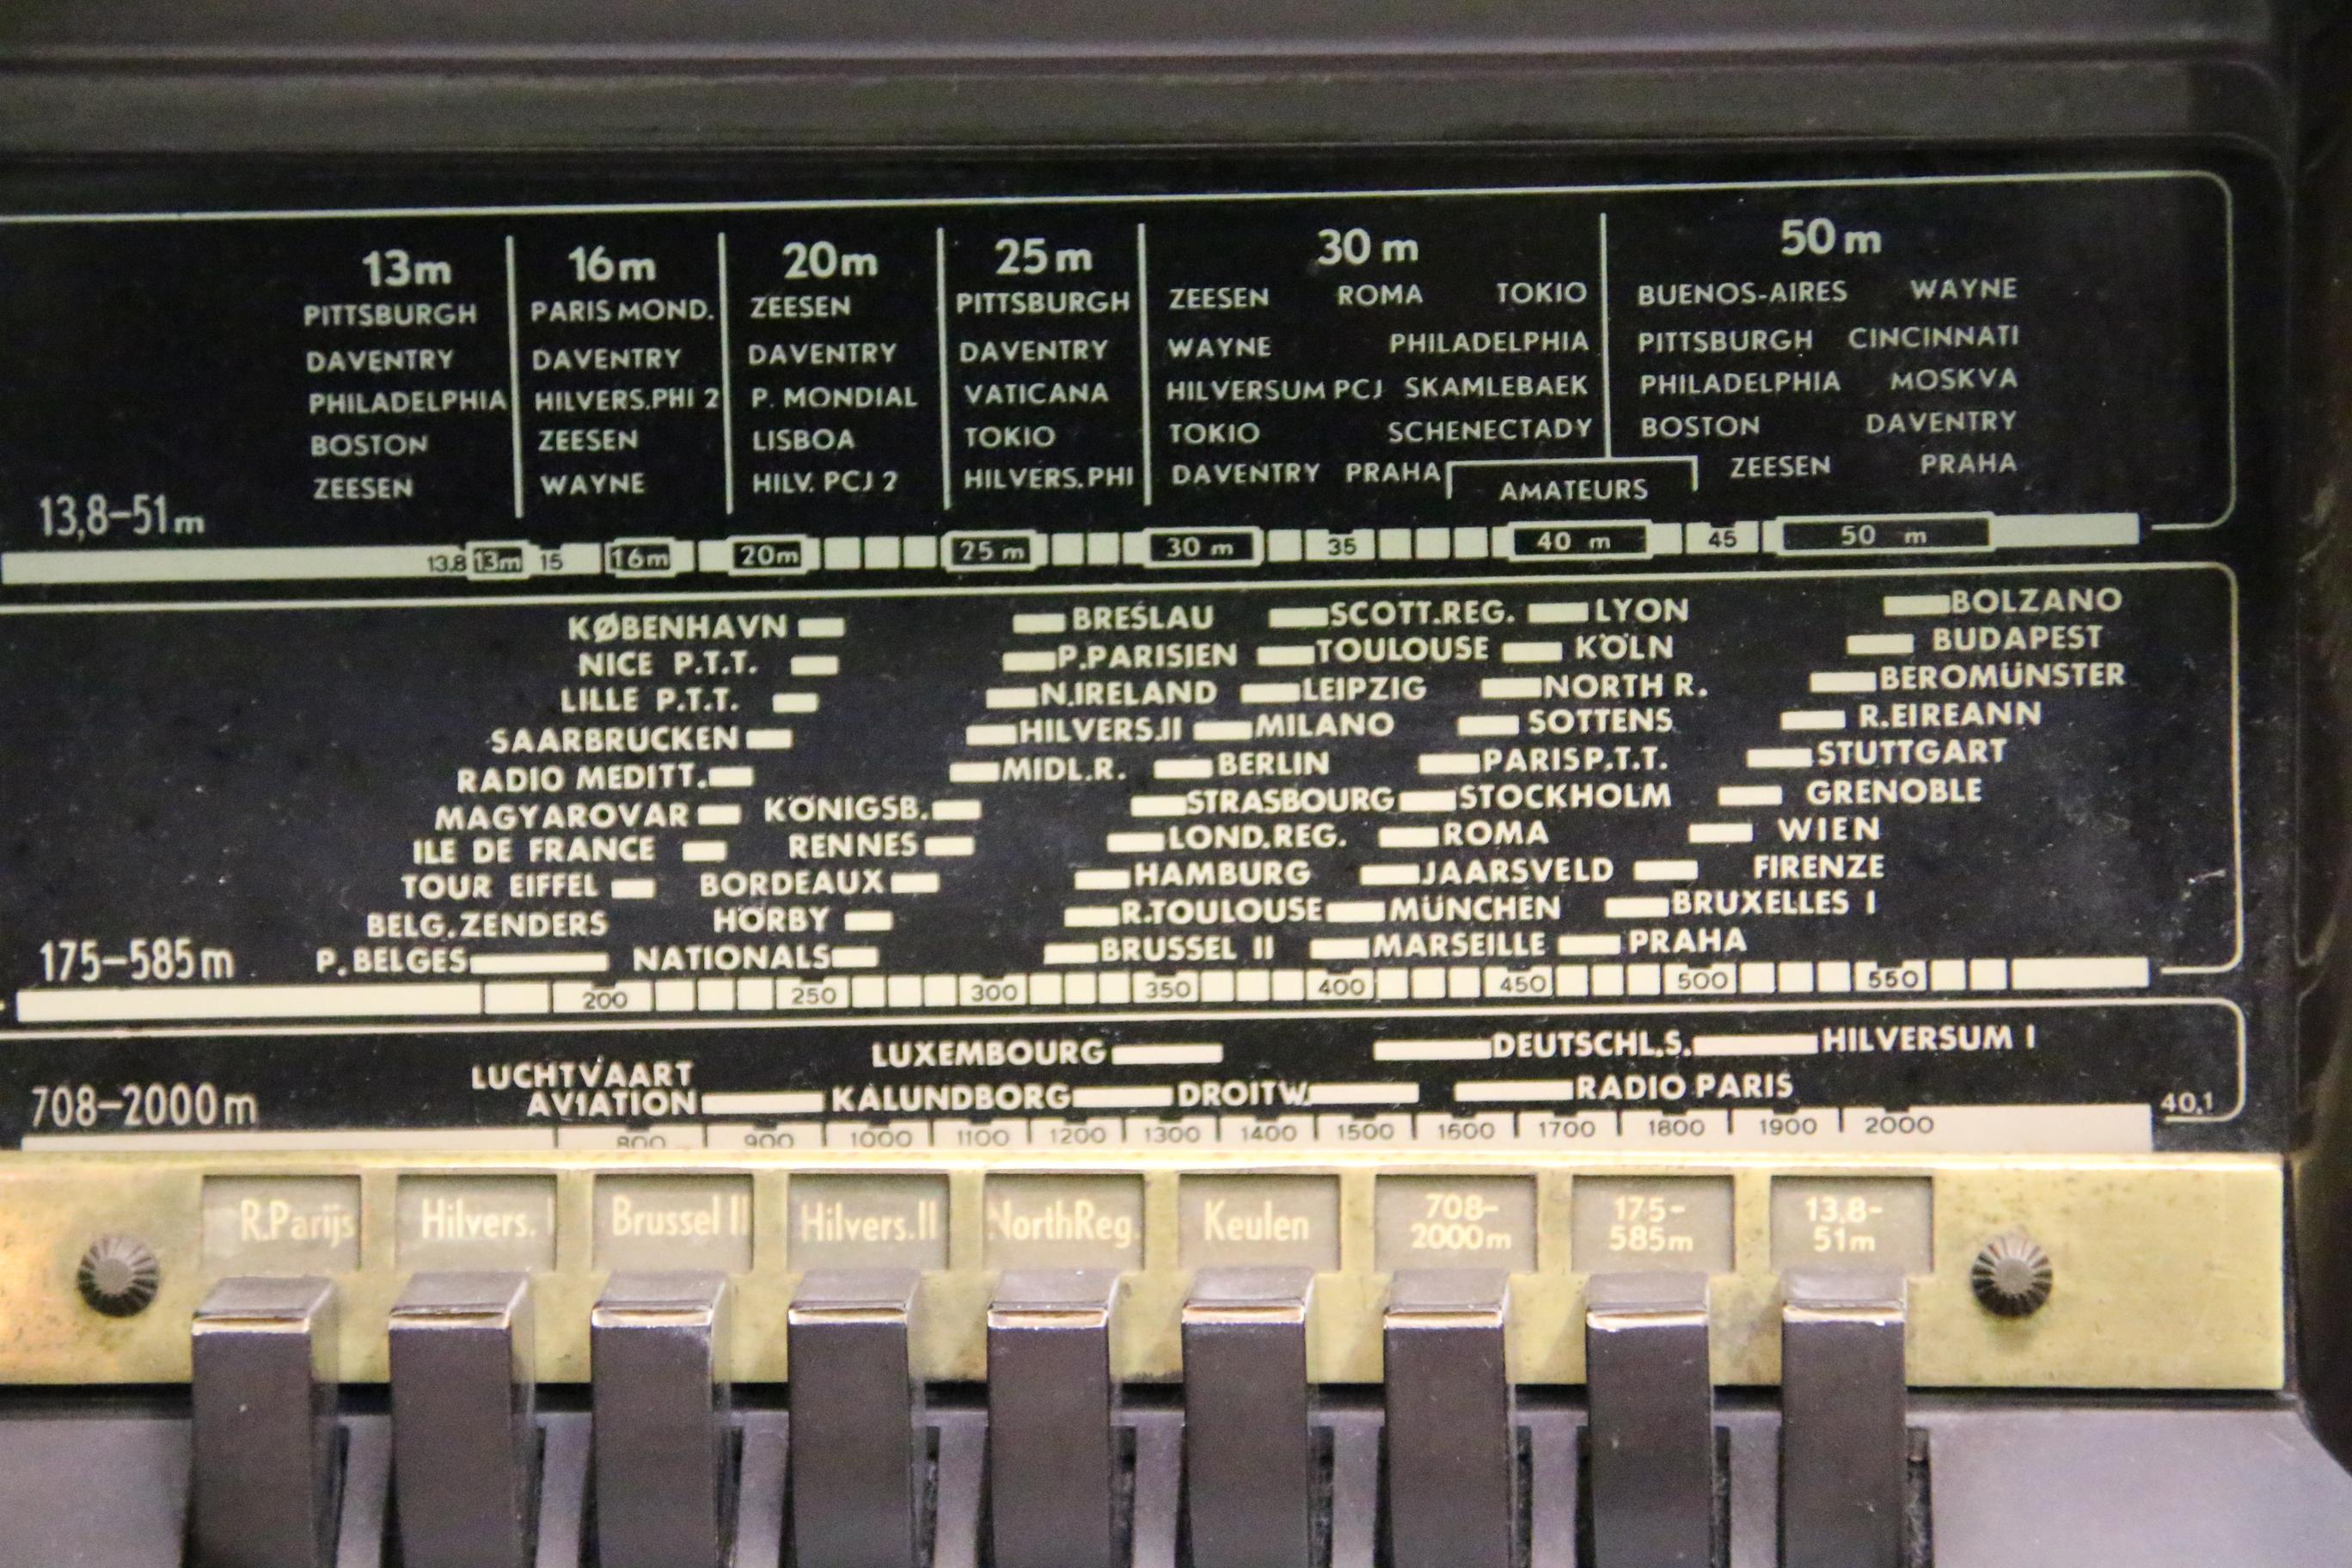 13m 16m 20m 25m 30 m 50 m
PITTSBURGH PARIS MOND. ZEESEN PITTSBURGH ZEESEN ROMA TOKIO BUENOS-AIRES WAYNE
DAVENTRY DAVENTRY DAVENTRY DAVENTRY WAYNE PHILADELPHIA PITTSBURGH CINCINNATI
PHILADELPHIA HILVERS.PHI 2 P. MONDIAL VATICANA HILVERSUM PCJ SKAMLEBAEK PHILADELPHIA MOSKVA
BOSTON ZEESEN LISBOA TOKIO TOKIO SCHENECTADY BOSTON DAVENTRY
ZEESEN WAYNE HILV. PCJ 2 HILVERS.PHI DAVENTRY PRAHA AMATEURS ZEESEN PRAHA
13,8–51m
13.8 13m 15 16m 20m 25 m 30 m 35 40 m 45 50 m
KØBENHAVN BRESLAU SCOTT.REG. LYON BOLZANO
NICE P.T.T. P.PARISIEN TOULOUSE KÖLN BUDAPEST
LILLE P.T.T. N.IRELAND LEIPZIG NORTH R. BEROMÜNSTER
SAARBRUCKEN HILVERS.II MILANO SOTTENS R.EIREANN
RADIO MEDITT. MIDL.R. BERLIN PARIS P.T.T. STUTTGART
MAGYAROVAR KÖNIGSB. STRASBOURG STOCKHOLM GRENOBLE
ILE DE FRANCE RENNES LOND.REG. ROMA WIEN
TOUR EIFFEL BORDEAUX HAMBURG JAARSVELD FIRENZE
BELG.ZENDERS HÖRBY R.TOULOUSE MÜNCHEN BRUXELLES I
175–585m P.BELGES NATIONALS BRUSSEL II MARSEILLE PRAHA
200 250 300 350 400 450 500 550
LUXEMBOURG DEUTSCHL.S. HILVERSUM I
LUCHTVAART
708–2000m AVIATION KALUNDBORG DROITW. RADIO PARIS 40.1
800 900 1000 1100 1200 1300 1400 1500 1600 1700 1800 1900 2000
R.Parijs Hilvers. I Brussel II Hilvers.II NorthReg. Keulen 708- 175- 13.8-
2000m 585m 51m